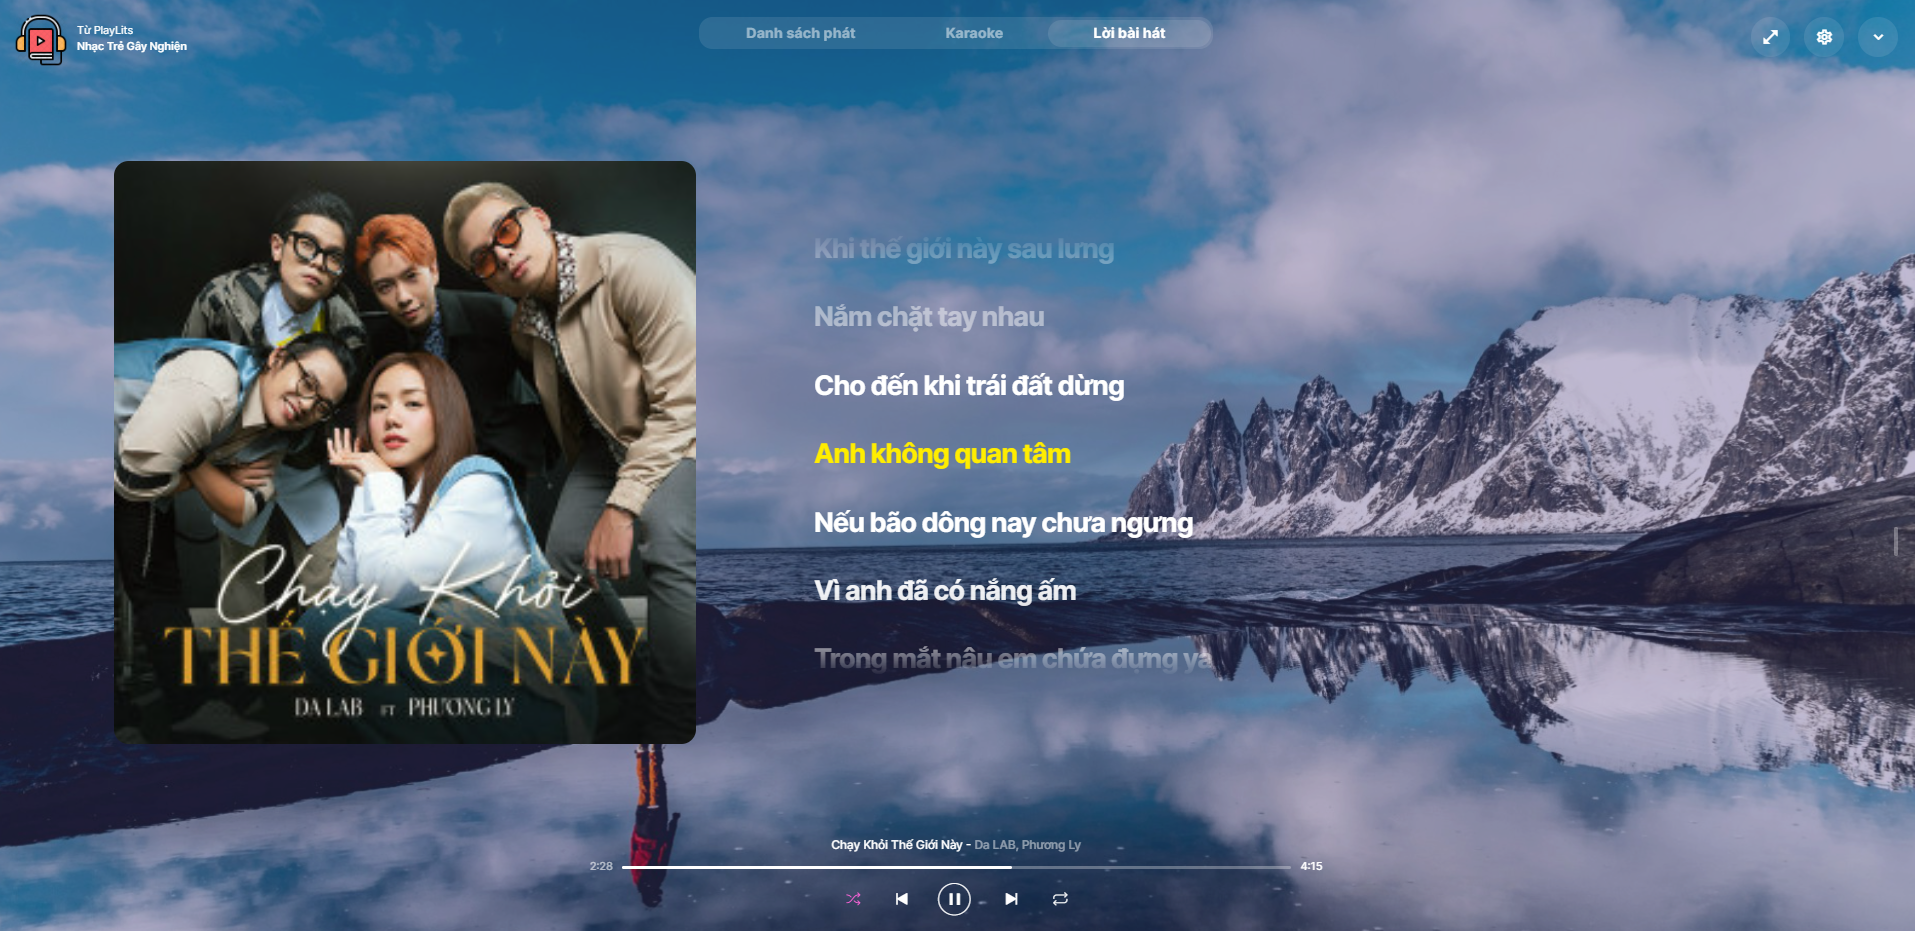 Từ PlayLits
Nhạc Trẻ Gây Nghiện
Danh sách phát
Karaoke
Lời bài hát
Chạy Khỏi
THẾ GIỚI NÀY
DA LAB FT PHƯƠNG LY
Khi thế giới này sau lưng
Nắm chặt tay nhau
Cho đến khi trái đất dừng
Anh không quan tâm
Nếu bão dông nay chưa ngưng
Vì anh đã có nắng ấm
Trong mắt nâu em chứa đựng
Chạy Khỏi Thế Giới Này - Da LAB, Phương Ly
2:28
4:15